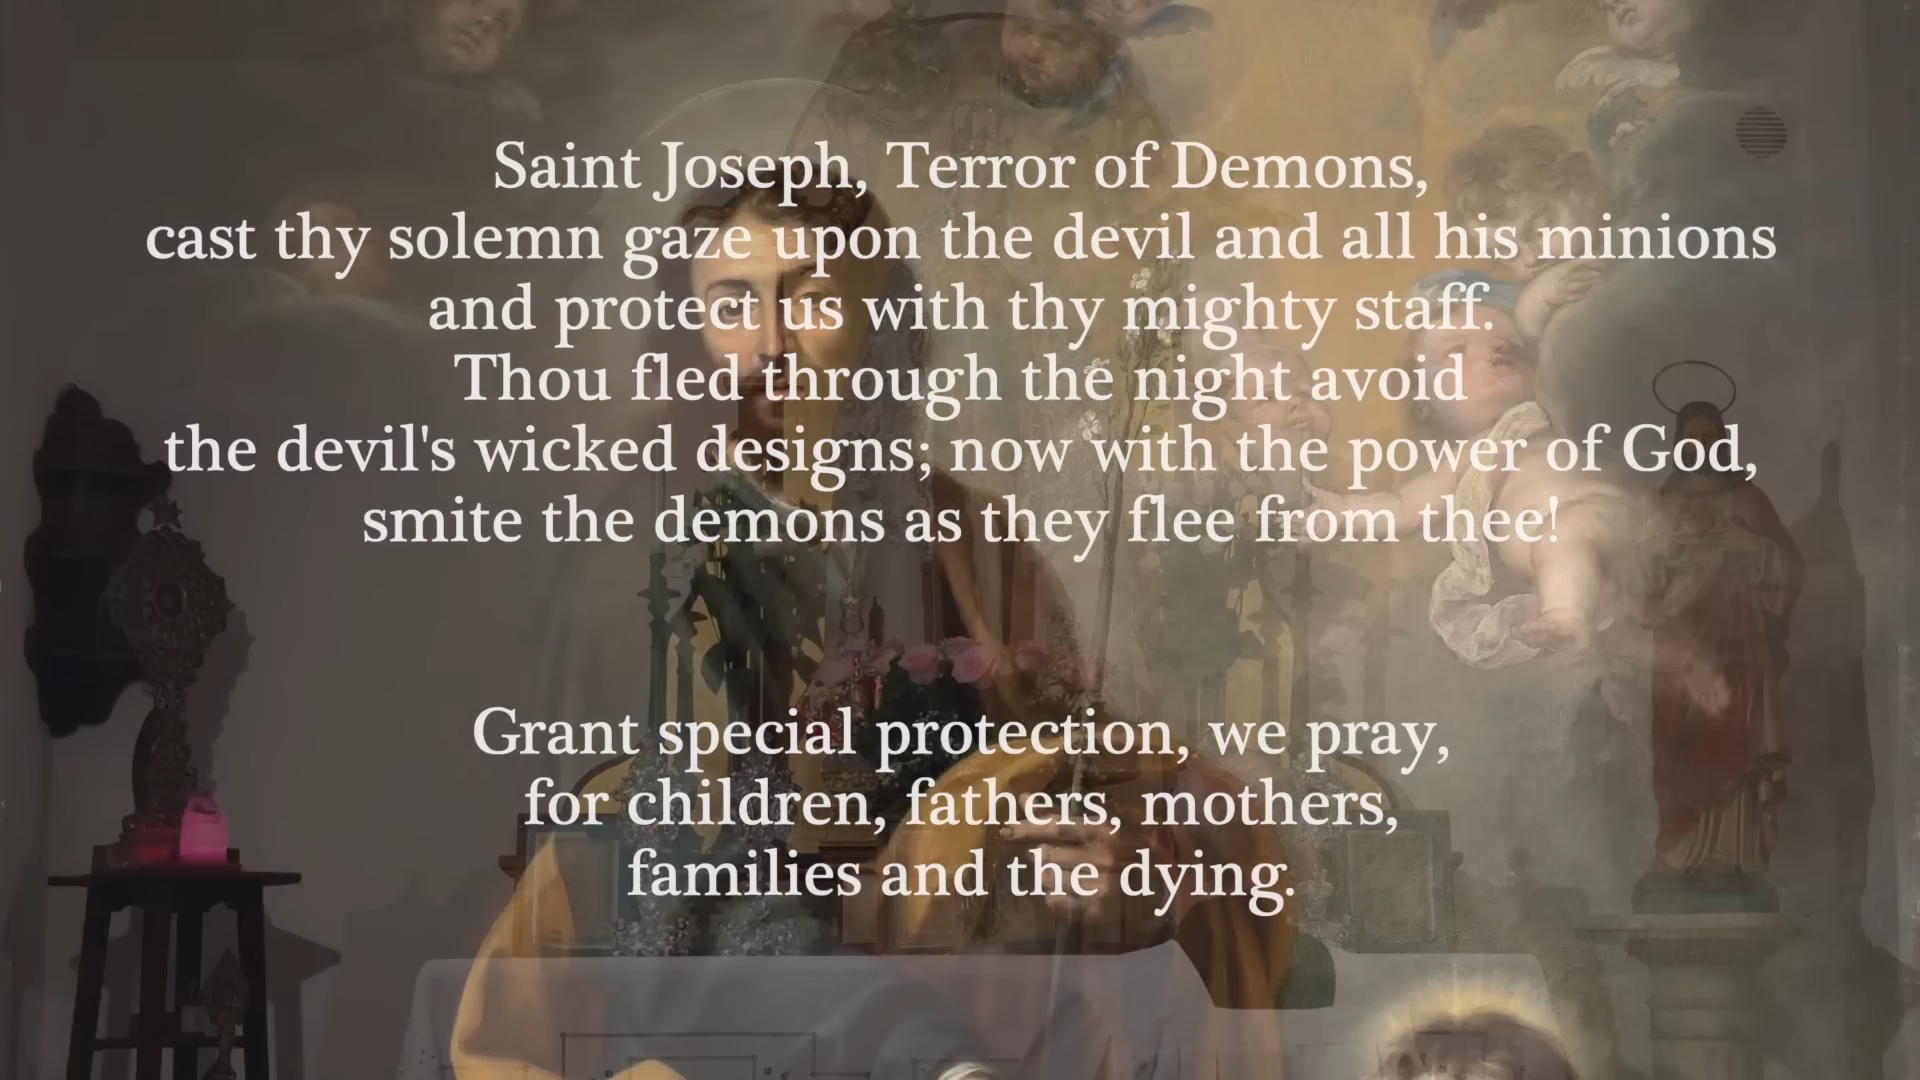 Saint Joseph, Terror of Demons,
cast thy solemn gaze upon the devil and all his minions
and protect us with thy mighty staff.
Thou fled through the night avoid
the devil's wicked designs; now with the power of God,
smite the demons as they flee from thee!
Grant special protection, we pray,
for children, fathers, mothers,
families and the dying.